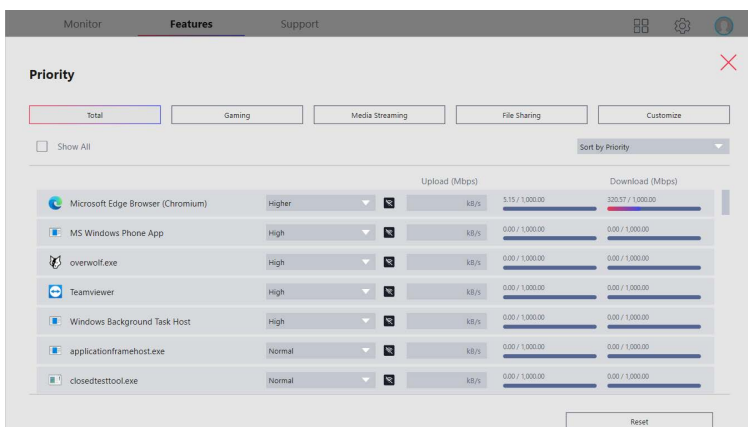 Monitor Features Support
Priority
Total Gaming Media Streaming File Sharing Customize
Show All Sort by Priority
Upload (Mbps) Download (Mbps)
Microsoft Edge Browser (Chromium) Higher kB/s 5.15 / 1,000.00 320.57 / 1,000.00
MS Windows Phone App High kB/s 0.00 / 1,000.00 0.00 / 1,000.00
overwolf.exe High kB/s 0.00 / 1,000.00 0.00 / 1,000.00
Teamviewer High kB/s 0.00 / 1,000.00 0.00 / 1,000.00
Windows Background Task Host High kB/s 0.00 / 1,000.00 0.00 / 1,000.00
applicationframehost.exe Normal kB/s 0.00 / 1,000.00 0.00 / 1,000.00
closedtesttool.exe Normal kB/s 0.00 / 1,000.00 0.00 / 1,000.00
Reset